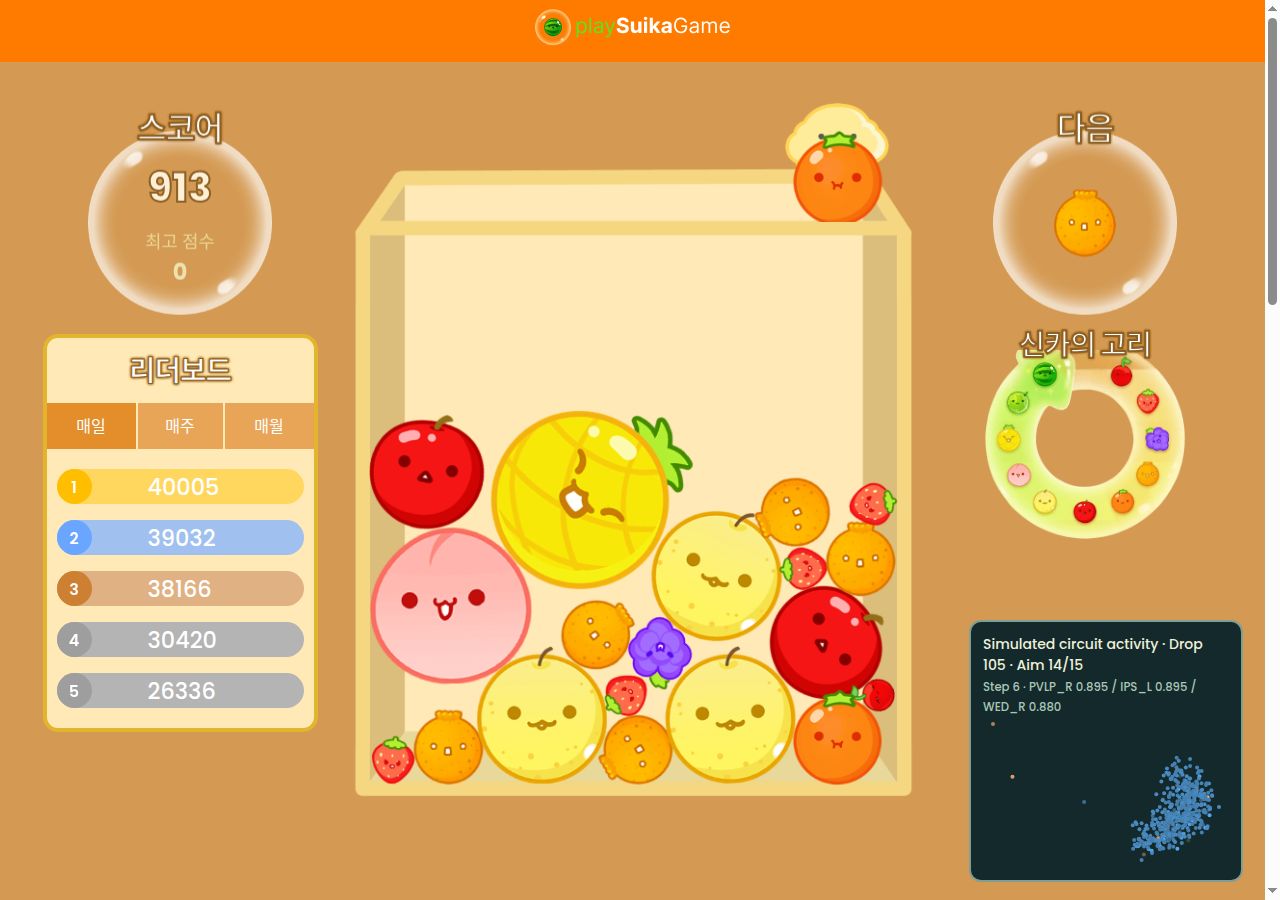 playSuikaGame
스코어
913
최고 점수
0
다음
리더보드
매일 매주 매월
1 40005
2 39032
3 38166
4 30420
5 26336
신카의 고리
Simulated circuit activity · Drop
105 · Aim 14/15
Step 6 · PVLP_R 0.895 / IPS_L 0.895 /
WED_R 0.880